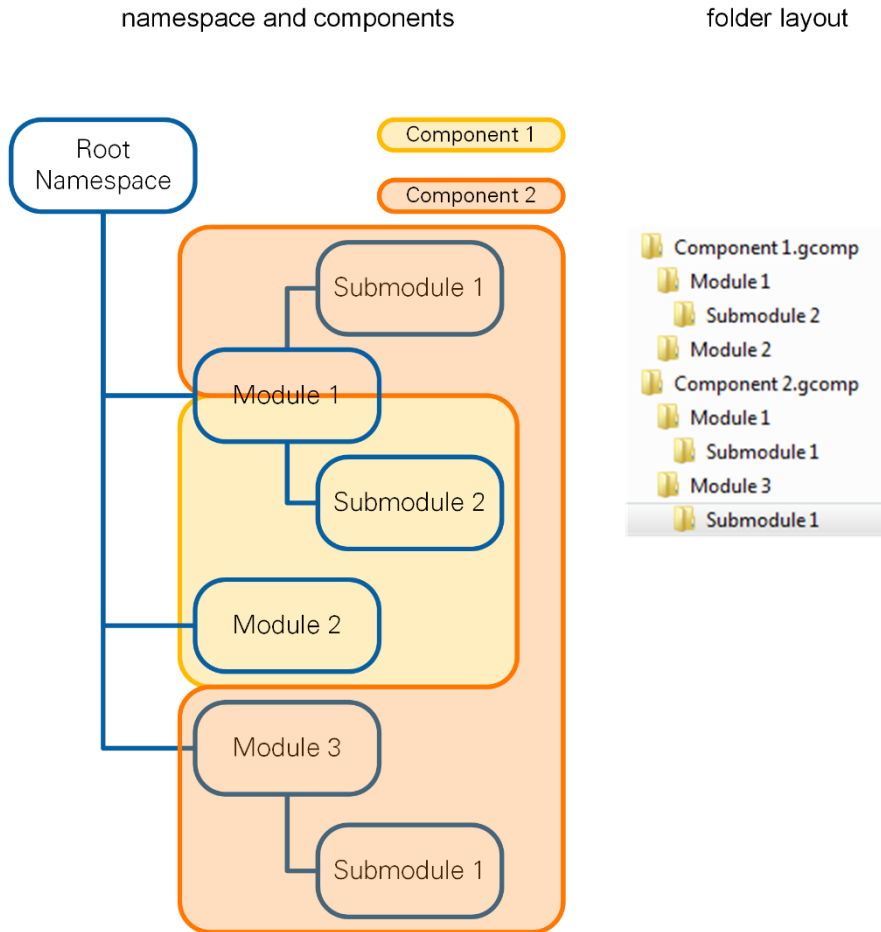 namespace and components
folder layout
Root
Namespace
Component 1
Component 2
Submodule 1
Module 1
Submodule 2
Module 2
Module 3
Submodule 1
Component 1.gcomp
Module 1
Submodule 2
Module 2
Component 2.gcomp
Module 1
Submodule 1
Module 3
Submodule 1